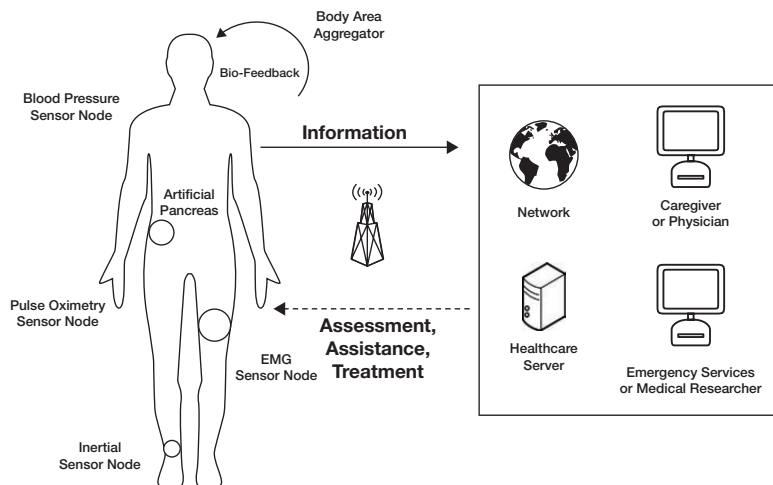 Body Area
Aggregator
Bio-Feedback
Blood Pressure
Sensor Node
Information
Artificial
Pancreas
Network
Caregiver
or Physician
Pulse Oximetry
Sensor Node
Assessment,
Assistance,
Treatment
EMG
Sensor Node
Healthcare
Server
Emergency Services
or Medical Researcher
Inertial
Sensor Node